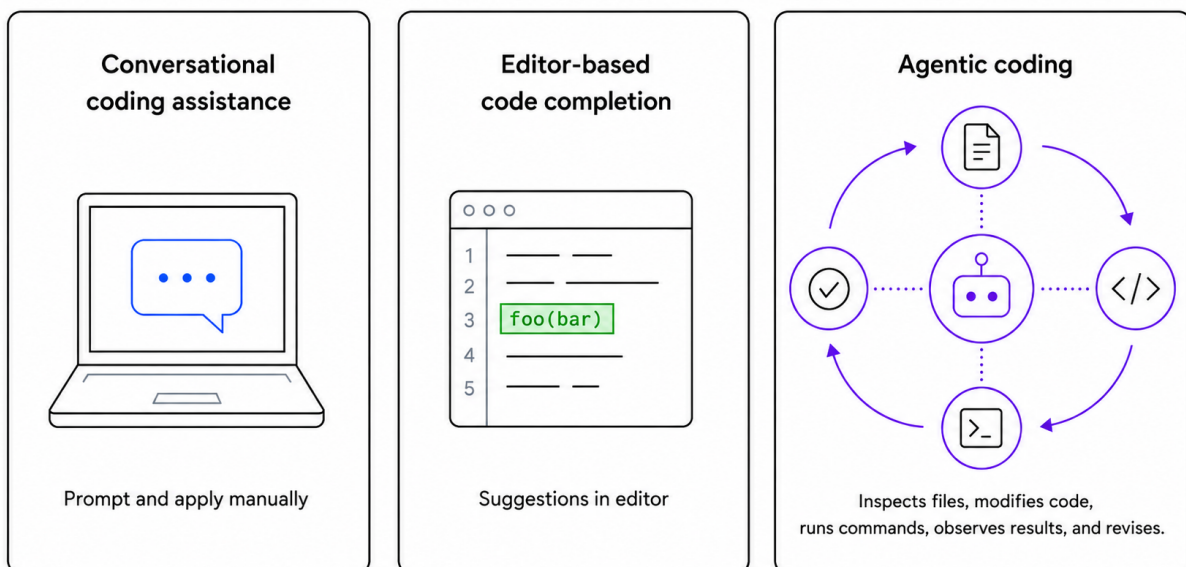 Conversational
coding assistance
Prompt and apply manually
Editor-based
code completion
1
2
3 foo(bar)
4
5
Suggestions in editor
Agentic coding
</>
>_
Inspects files, modifies code,
runs commands, observes results, and revises.